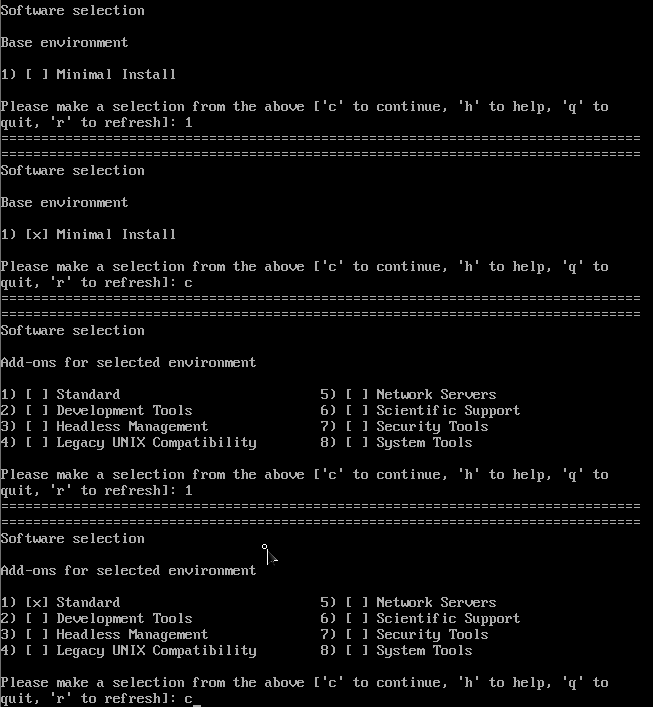 Software selection
Base environment
1) [ ] Minimal Install
Please make a selection from the above ['c' to continue, 'h' to help, 'q' to
quit, 'r' to refresh]: 1
================================================================================
================================================================================
Software selection
Base environment
1) [x] Minimal Install
Please make a selection from the above ['c' to continue, 'h' to help, 'q' to
quit, 'r' to refresh]: c
================================================================================
================================================================================
Software selection
Add-ons for selected environment
1) [ ] Standard                         5) [ ] Network Servers
2) [ ] Development Tools                6) [ ] Scientific Support
3) [ ] Headless Management              7) [ ] Security Tools
4) [ ] Legacy UNIX Compatibility        8) [ ] System Tools
Please make a selection from the above ['c' to continue, 'h' to help, 'q' to
quit, 'r' to refresh]: 1
================================================================================
================================================================================
Software selection
Add-ons for selected environment
1) [x] Standard                         5) [ ] Network Servers
2) [ ] Development Tools                6) [ ] Scientific Support
3) [ ] Headless Management              7) [ ] Security Tools
4) [ ] Legacy UNIX Compatibility        8) [ ] System Tools
Please make a selection from the above ['c' to continue, 'h' to help, 'q' to
quit, 'r' to refresh]: c_